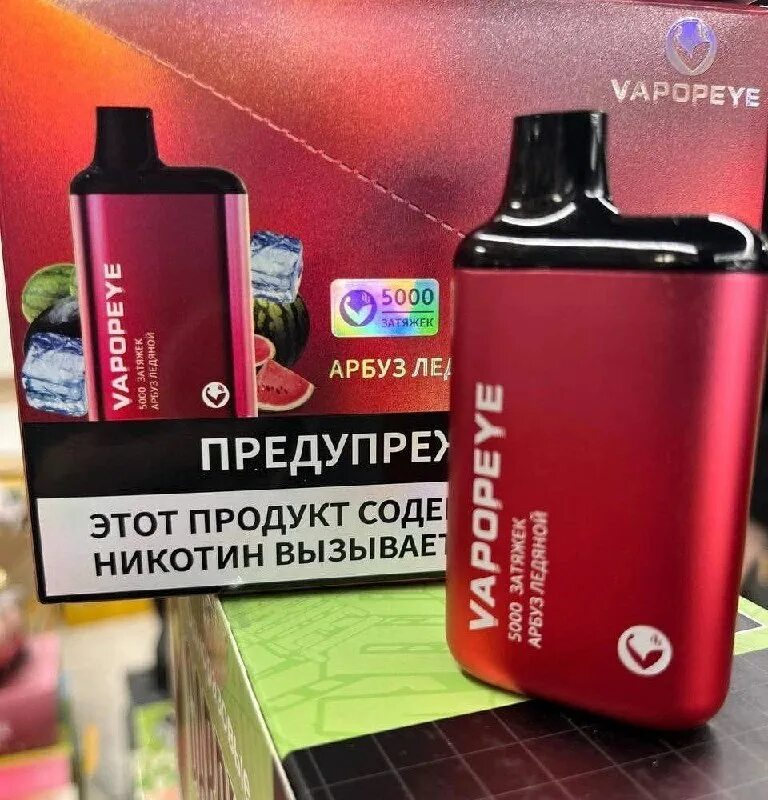 VAPOPEYE
5000
ЗАТЯЖЕК
АРБУЗ ЛЕД
VAPOPEYE
5000 ЗАТЯЖЕК
АРБУЗ ЛЕДЯНОЙ
ПРЕДУПРЕЖ
ЭТОТ ПРОДУКТ СОДЕ
НИКОТИН ВЫЗЫВАЕТ
VAPOPEYE
5000 ЗАТЯЖЕК
АРБУЗ ЛЕДЯНОЙ